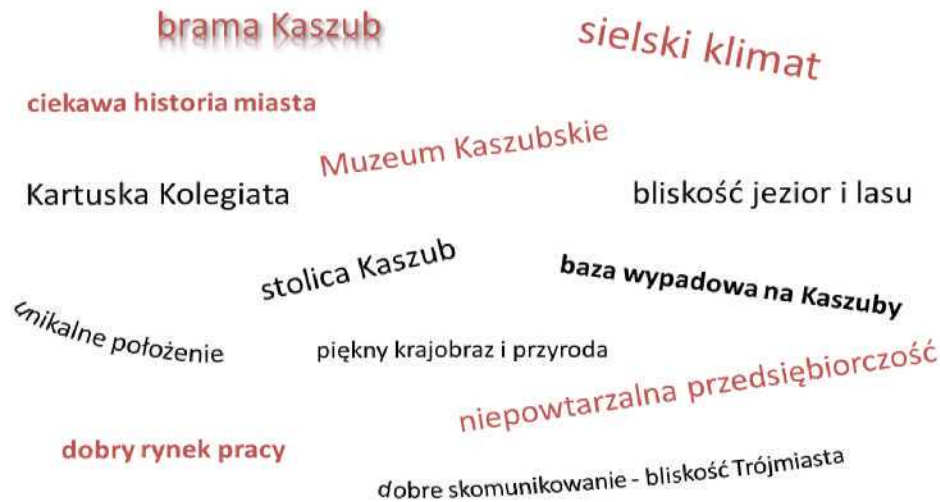 brama Kaszub
sielski klimat
ciekawa historia miasta
Muzeum Kaszubskie
Kartuska Kolegiata
bliskość jezior i lasu
stolica Kaszub
baza wypadowa na Kaszuby
unikalne położenie
piękny krajobraz i przyroda
niepowtarzalna przedsiębiorczość
dobry rynek pracy
dobre skomunikowanie - bliskość Trójmiasta